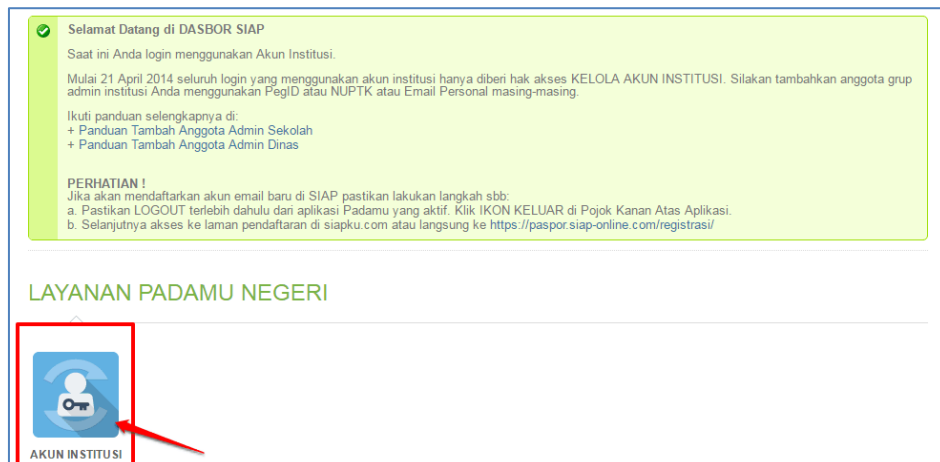 Selamat Datang di DASBOR SIAP
Saat ini Anda login menggunakan Akun Institusi.
Mulai 21 April 2014 seluruh login yang menggunakan akun institusi hanya diberi hak akses KELOLA AKUN INSTITUSI. Silakan tambahkan anggota grup
admin institusi Anda menggunakan PegID atau NUPTK atau Email Personal masing-masing.
Ikuti panduan selengkapnya di:
+ Panduan Tambah Anggota Admin Sekolah
+ Panduan Tambah Anggota Admin Dinas
PERHATIAN !
Jika akan mendaftarkan akun email baru di SIAP pastikan lakukan langkah sbb:
a. Pastikan LOGOUT terlebih dahulu dari aplikasi Padamu yang aktif. Klik IKON KELUAR di Pojok Kanan Atas Aplikasi.
b. Selanjutnya akses ke laman pendaftaran di siapku.com atau langsung ke https://paspor.siap-online.com/registrasi/
LAYANAN PADAMU NEGERI
AKUN INSTITUSI